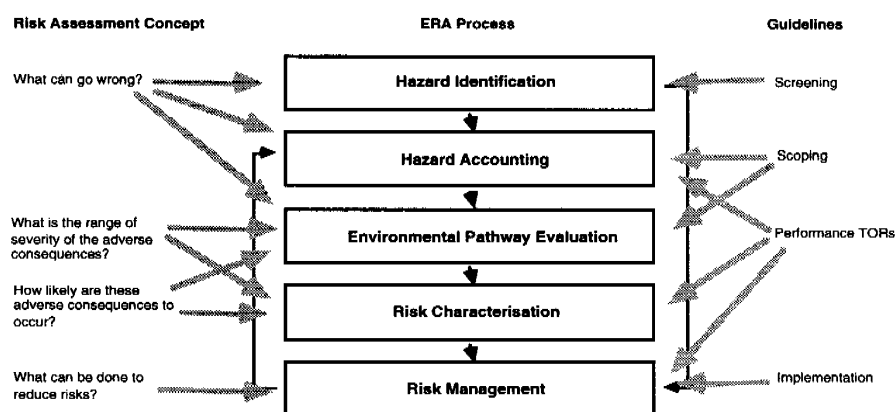 Risk Assessment Concept
ERA Process
Guidelines
What can go wrong?
Hazard Identification
Screening
Hazard Accounting
Scoping
What is the range of
severity of the adverse
consequences?
Environmental Pathway Evaluation
Performance TORs
How likely are these
adverse consequences to
occur?
Risk Characterisation
What can be done to
reduce risks?
Risk Management
Implementation